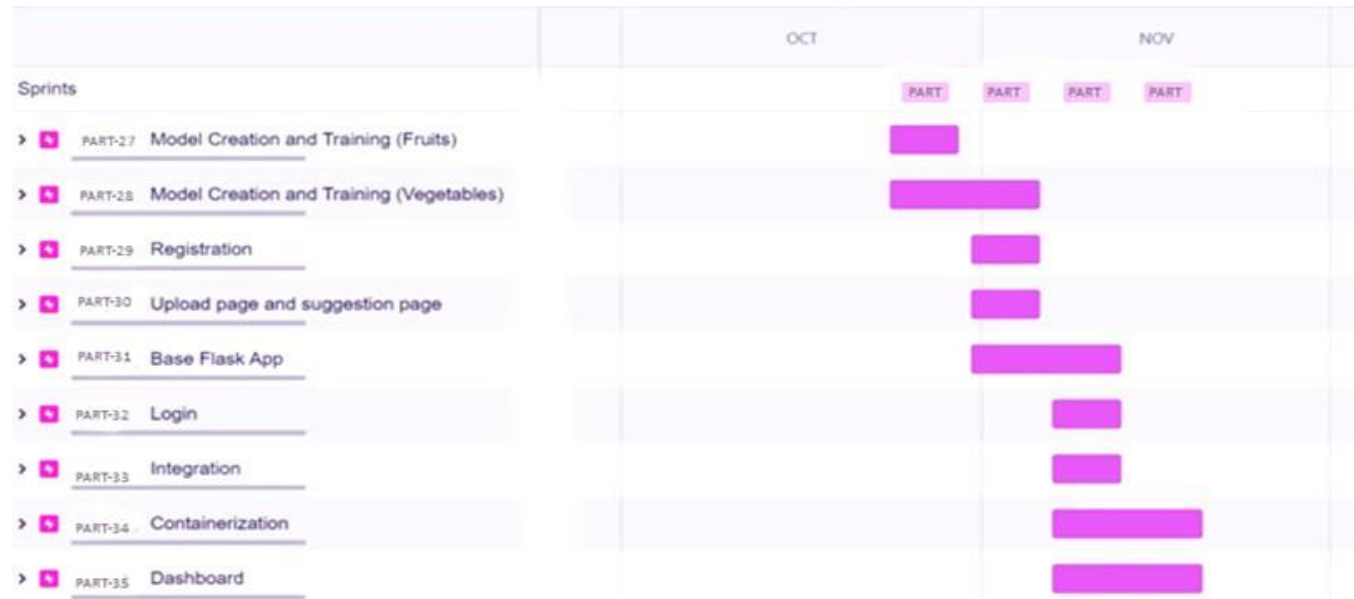 OCT NOV
Sprints PART PART PART PART
PART-27 Model Creation and Training (Fruits)
PART-28 Model Creation and Training (Vegetables)
PART-29 Registration
PART-30 Upload page and suggestion page
PART-31 Base Flask App
PART-32 Login
PART-33 Integration
PART-34 Containerization
PART-35 Dashboard